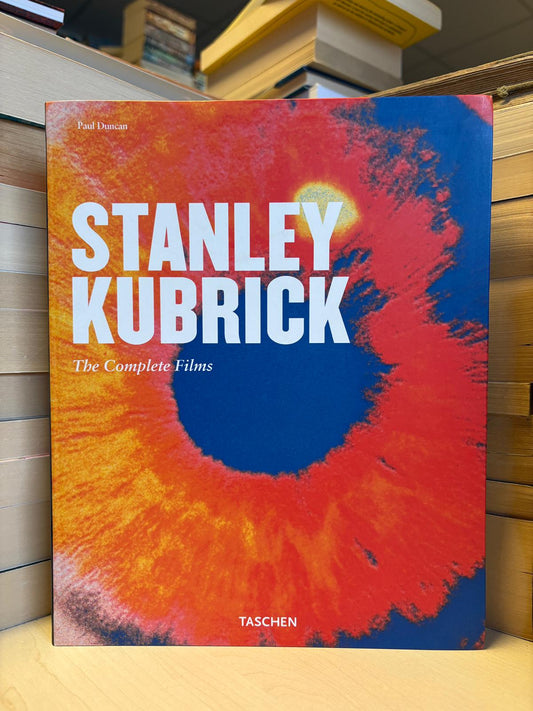 Paul Duncan
STANLEY
KUBRICK
The Complete Films
TASCHEN